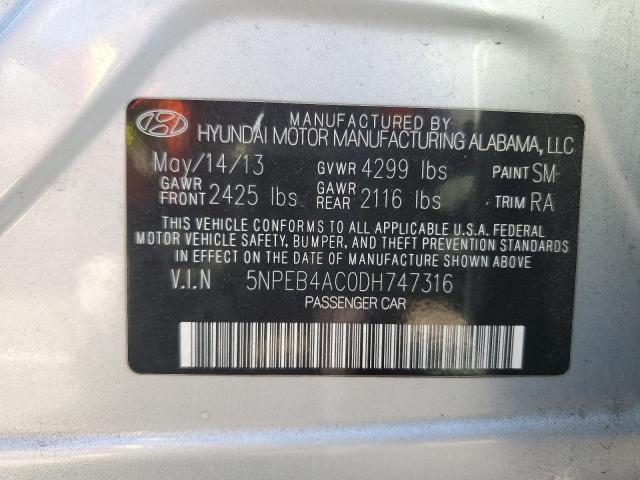 MANUFACTURED BY
HYUNDAI MOTOR MANUFACTURING ALABAMA, LLC
May/14/13 GVWR 4299 lbs PAINT SM
GAWR FRONT 2425 lbs GAWR REAR 2116 lbs TRIM RA
THIS VEHICLE CONFORMS TO ALL APPLICABLE U.S.A. FEDERAL
MOTOR VEHICLE SAFETY, BUMPER, AND THEFT PREVENTION STANDARDS
IN EFFECT ON THE DATE OF MANUFACTURE SHOWN ABOVE.
V.I.N 5NPEB4AC0DH747316
PASSENGER CAR